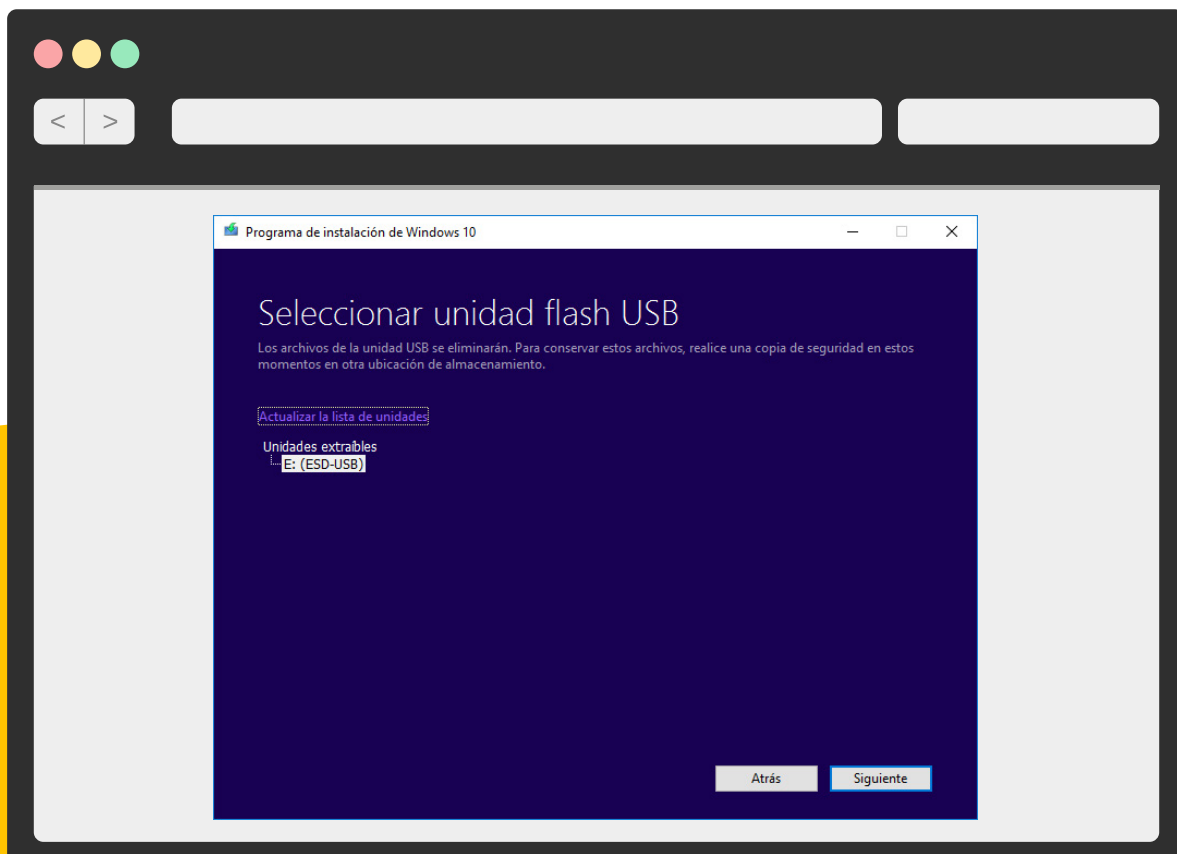 < >
Programa de instalación de Windows 10
Seleccionar unidad flash USB
Los archivos de la unidad USB se eliminarán. Para conservar estos archivos, realice una copia de seguridad en estos
momentos en otra ubicación de almacenamiento.
Actualizar la lista de unidades
Unidades extraíbles
E: (ESD-USB)
Atrás Siguiente